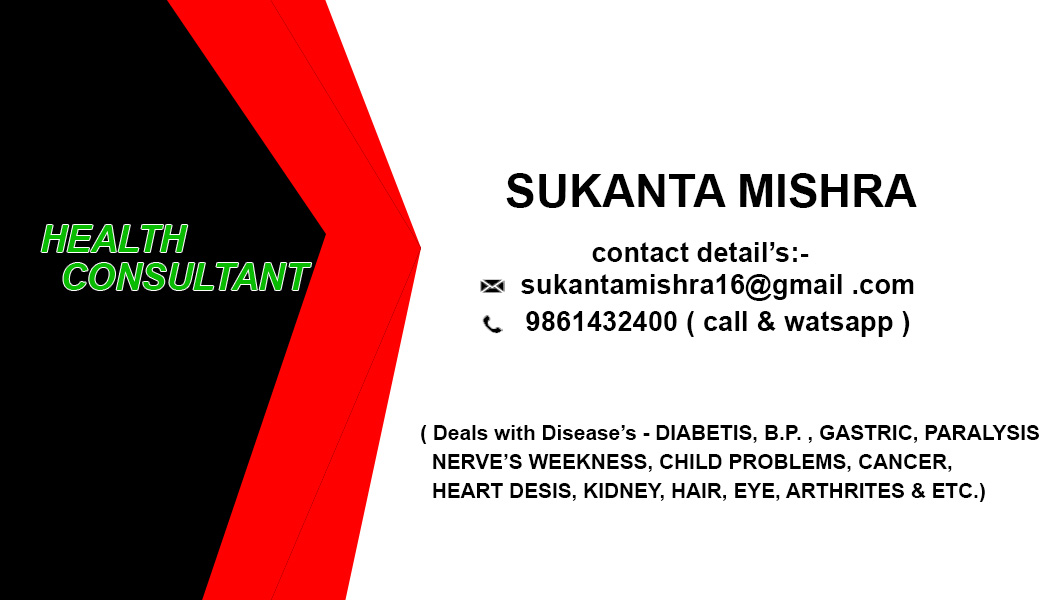 HEALTH
CONSULTANT
SUKANTA MISHRA
contact detail’s:-
sukantamishra16@gmail .com
9861432400 ( call & watsapp )
( Deals with Disease’s - DIABETIS, B.P. , GASTRIC, PARALYSIS
NERVE’S WEEKNESS, CHILD PROBLEMS, CANCER,
HEART DESIS, KIDNEY, HAIR, EYE, ARTHRITES & ETC.)